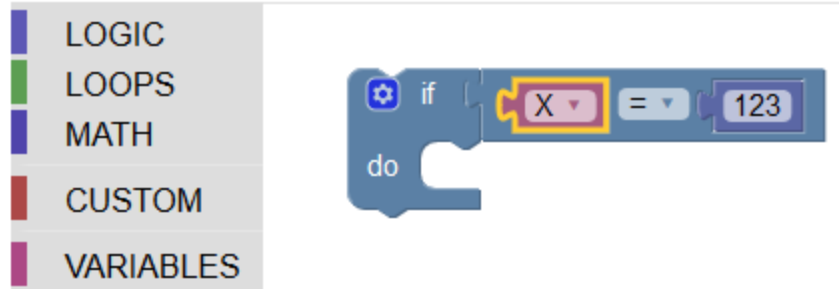 LOGIC
LOOPS
MATH
CUSTOM
VARIABLES
if X = 123
do